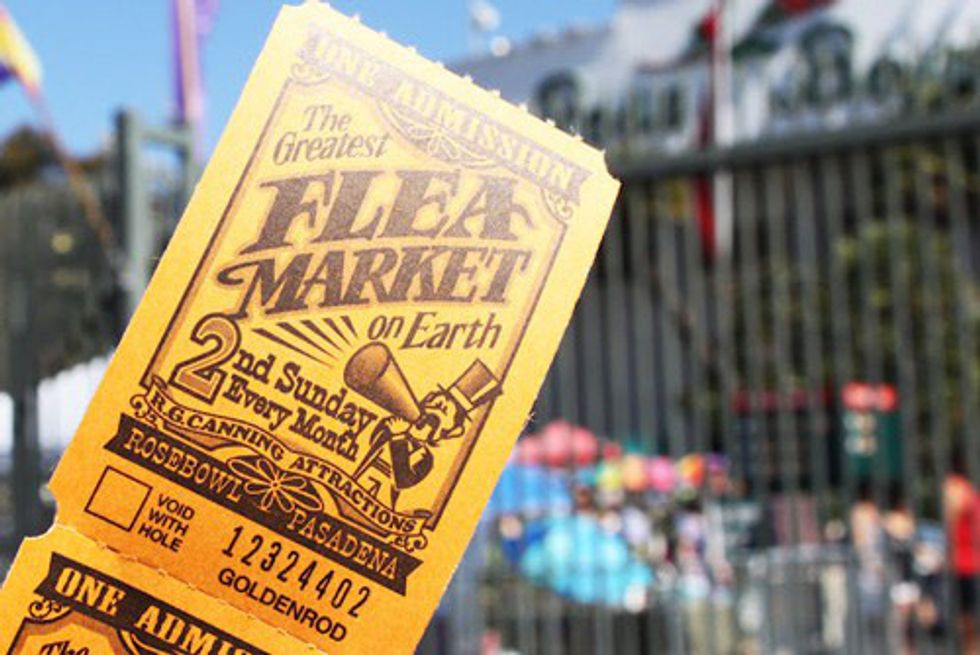 ONE ADMISSION
The
Greatest
FLEA
MARKET
on Earth
2nd Sunday
Every Month
R.G. CANNING ATTRACTIONS
ROSEBOWL PASADENA
VOID
WITH
HOLE
12324402
GOLDENROD
ONE
The